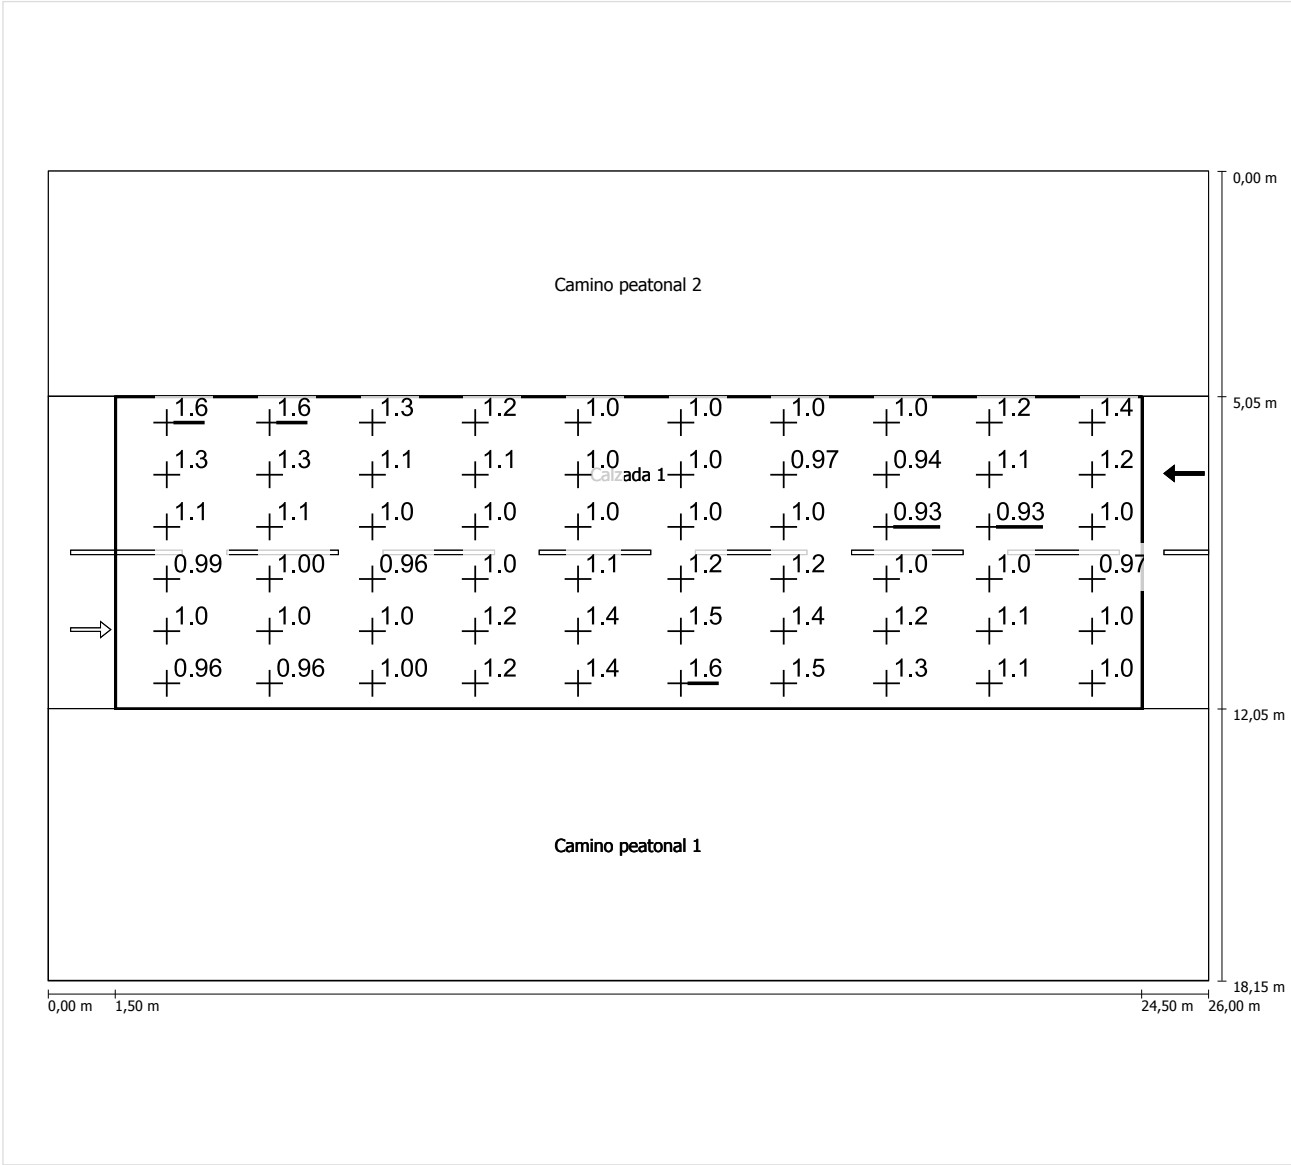 0,00 m
Camino peatonal 2
1.6 1.6 1.3 1.2 1.0 1.0 1.0 1.0 1.2 1.4
5,05 m
1.3 1.3 1.1 1.1 1.0 1.0 0.97 0.94 1.1 1.2
Calzada 1
1.1 1.1 1.0 1.0 1.0 1.0 1.0 0.93 0.93 1.0
0.99 1.00 0.96 1.0 1.1 1.2 1.2 1.0 1.0 0.97
1.0 1.0 1.0 1.2 1.4 1.5 1.4 1.2 1.1 1.0
0.96 0.96 1.00 1.2 1.4 1.6 1.5 1.3 1.1 1.0
12,05 m
Camino peatonal 1
18,15 m
0,00 m 1,50 m 24,50 m 26,00 m